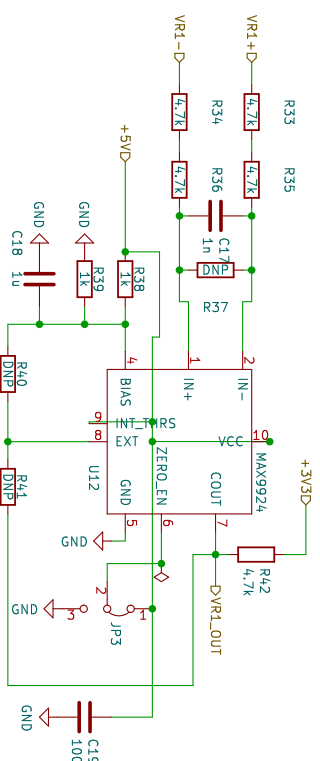 VR1-
VR1+
4.7k
R34
4.7k
R33
+5V
4.7k
R36
4.7k
R35
GND
GND
C17
1n
C18
1u
R39
1k
R38
1k
DNP
R37
4
1
2
BIAS
IN+
IN-
R40
DNP
9
INT_THRS
8
EXT
VCC
10
U12
GND
ZERO_EN
COUT
MAX9924
+3V3
R41
DNP
5
6
7
GND
R42
4.7k
2
GND
3
1
JP3
VR1_OUT
GND